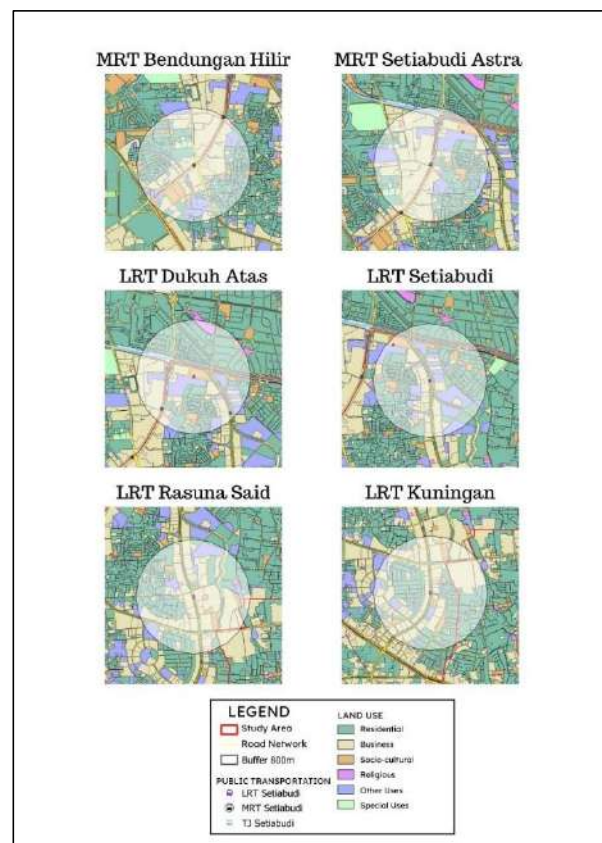 MRT Bendungan Hilir
MRT Setiabudi Astra
LRT Dukuh Atas
LRT Setiabudi
LRT Rasuna Said
LRT Kuningan
LEGEND
Study Area
Road Network
Buffer 800m
PUBLIC TRANSPORTATION
LRT Setiabudi
MRT Setiabudi
TJ Setiabudi
LAND USE
Residential
Business
Socio-cultural
Religious
Other Uses
Special Uses